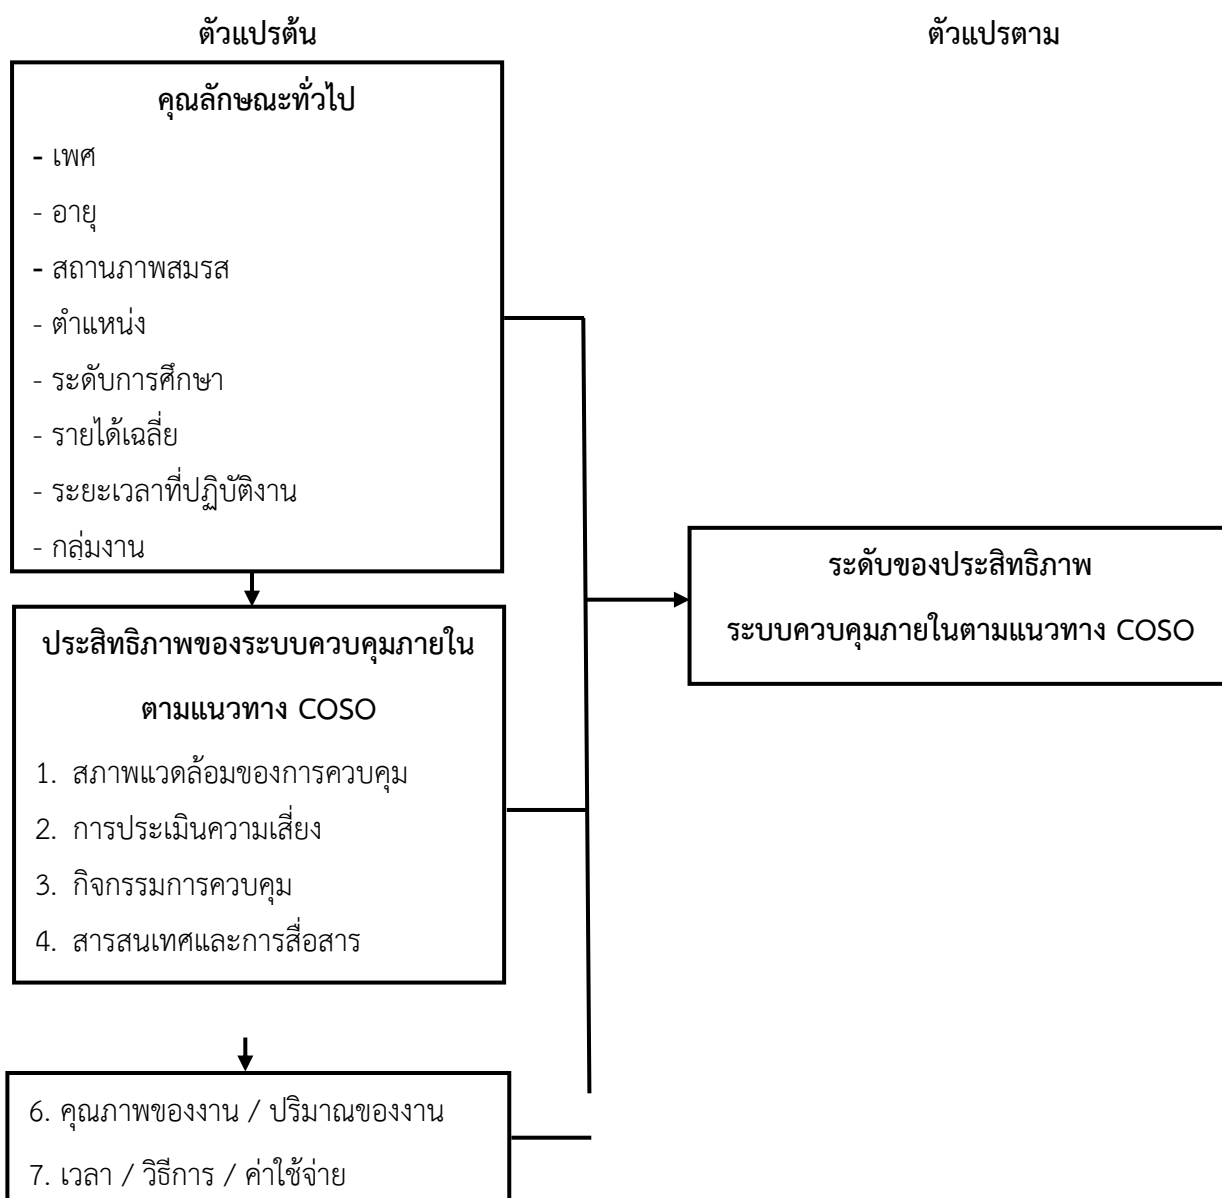 ตัวแปรต้น
ตัวแปรตาม
คุณลักษณะทั่วไป
- เพศ
- อายุ
- สถานภาพสมรส
- ตำแหน่ง
- ระดับการศึกษา
- รายได้เฉลี่ย
- ระยะเวลาที่ปฏิบัติงาน
- กลุ่มงาน
ประสิทธิภาพของระบบควบคุมภายใน
ตามแนวทาง COSO
1. สภาพแวดล้อมของการควบคุม
2. การประเมินความเสี่ยง
3. กิจกรรมการควบคุม
4. สารสนเทศและการสื่อสาร
6. คุณภาพของงาน / ปริมาณของงาน
7. เวลา / วิธีการ / ค่าใช้จ่าย
ระดับของประสิทธิภาพ
ระบบควบคุมภายในตามแนวทาง COSO